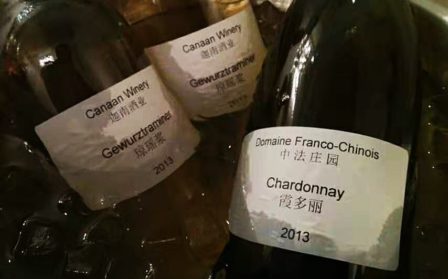 Canaan Winery
迦南酒业
Gewurztraminer
琼瑶浆
2013
Canaan Winery
迦南酒业
Gewurztraminer
琼瑶浆
2013
Domaine Franco-Chinois
中法庄园
Chardonnay
霞多丽
2013